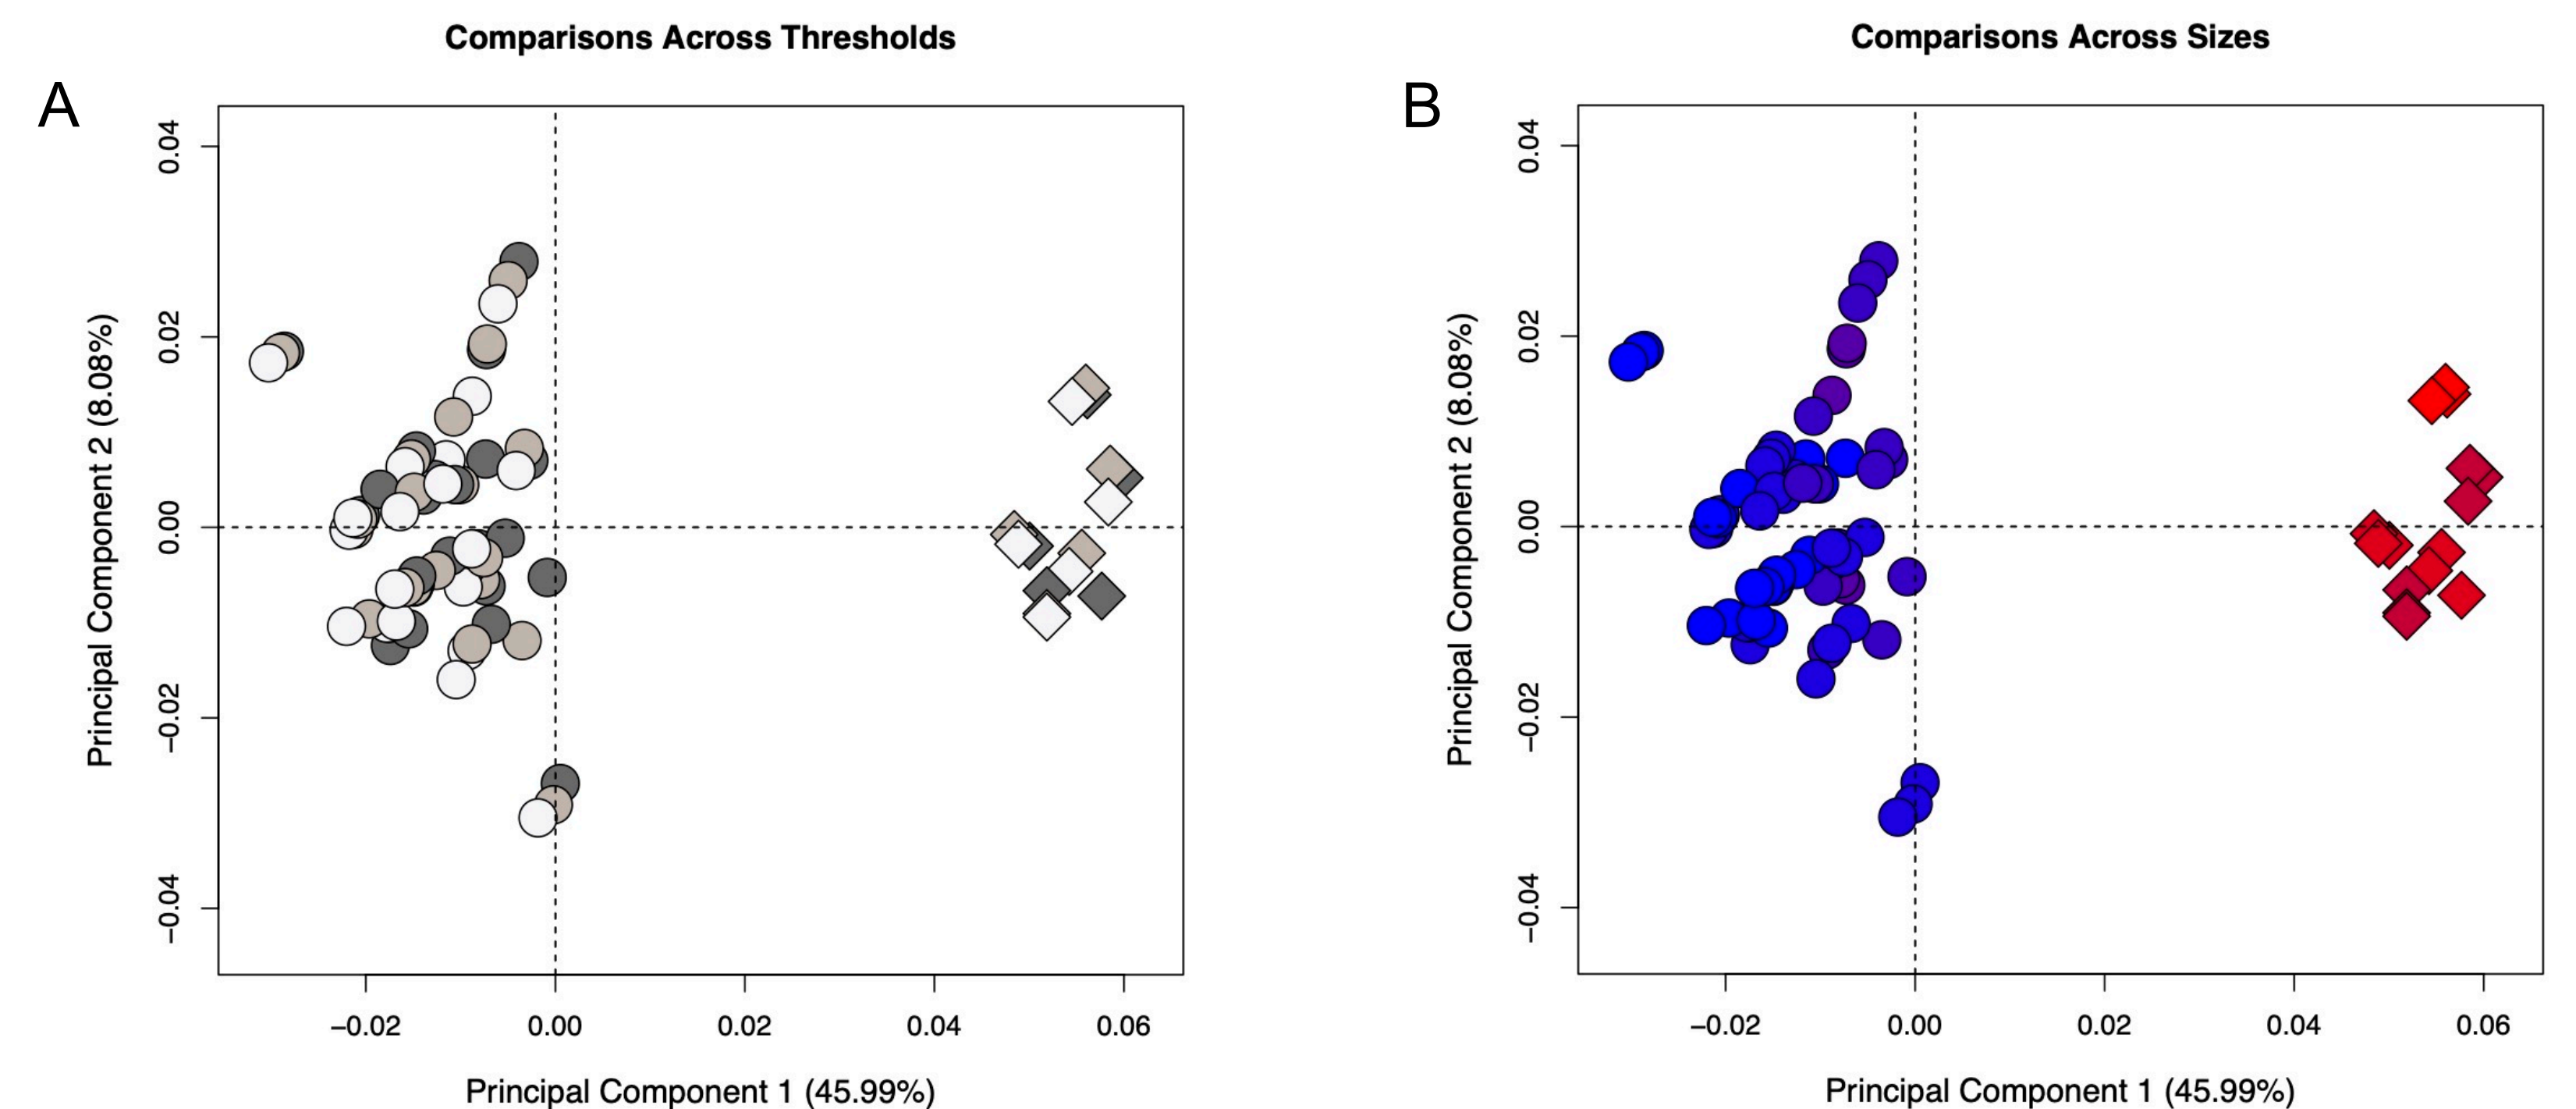 Comparisons Across Thresholds
A
0.04
0.02
0.00
−0.02
−0.04
Principal Component 2 (8.08%)
−0.02 0.00 0.02 0.04 0.06
Principal Component 1 (45.99%)
Comparisons Across Sizes
B
0.04
0.02
0.00
−0.02
−0.04
Principal Component 2 (8.08%)
−0.02 0.00 0.02 0.04 0.06
Principal Component 1 (45.99%)